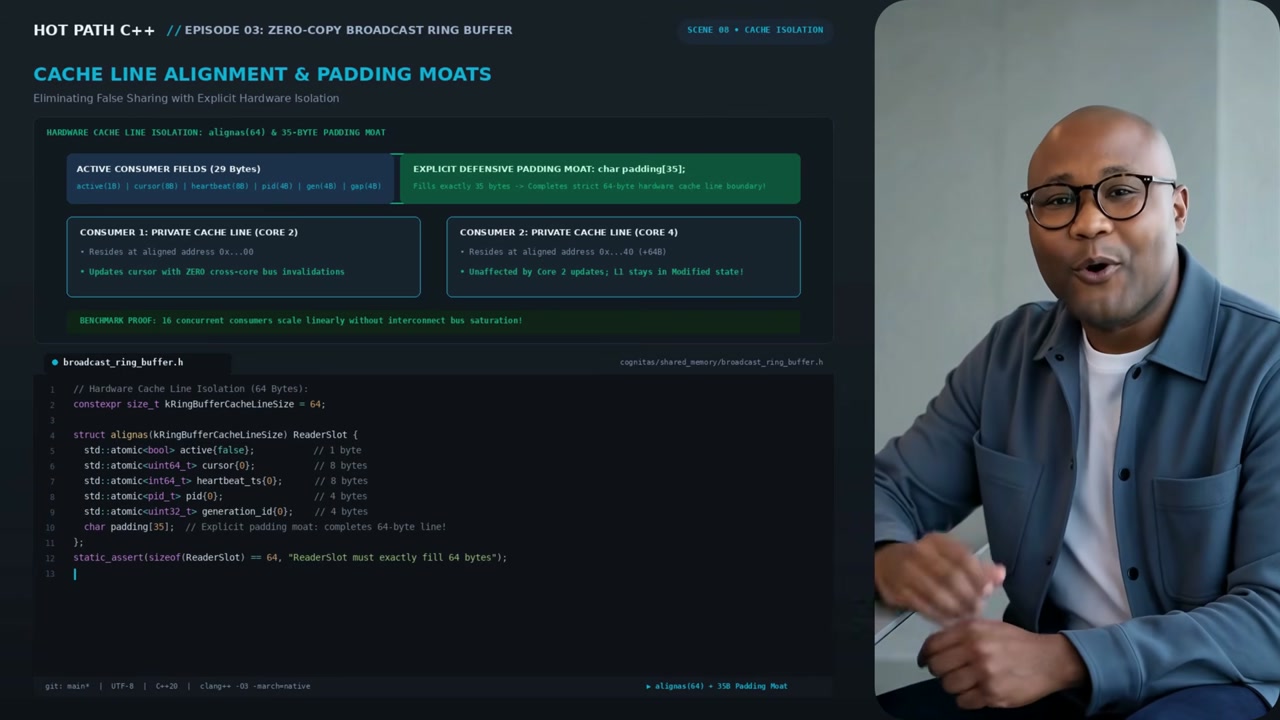 HOT PATH C++ // EPISODE 03: ZERO-COPY BROADCAST RING BUFFER
SCENE 08 • CACHE ISOLATION
CACHE LINE ALIGNMENT & PADDING MOATS
Eliminating False Sharing with Explicit Hardware Isolation
HARDWARE CACHE LINE ISOLATION: alignas(64) & 35-BYTE PADDING MOAT
ACTIVE CONSUMER FIELDS (29 Bytes)
active(1B) | cursor(8B) | heartbeat(8B) | pid(4B) | gen(4B) | gap(4B)
EXPLICIT DEFENSIVE PADDING MOAT: char padding[35];
Fills exactly 35 bytes -> Completes strict 64-byte hardware cache line boundary!
CONSUMER 1: PRIVATE CACHE LINE (CORE 2)
• Resides at aligned address 0x...00
• Updates cursor with ZERO cross-core bus invalidations
CONSUMER 2: PRIVATE CACHE LINE (CORE 4)
• Resides at aligned address 0x...40 (+64B)
• Unaffected by Core 2 updates; L1 stays in Modified state!
BENCHMARK PROOF: 16 concurrent consumers scale linearly without interconnect bus saturation!
broadcast_ring_buffer.h
cognitas/shared_memory/broadcast_ring_buffer.h
1 // Hardware Cache Line Isolation (64 Bytes):
2 constexpr size_t kRingBufferCacheLineSize = 64;
3
4 struct alignas(kRingBufferCacheLineSize) ReaderSlot {
5 std::atomic<bool> active{false}; // 1 byte
6 std::atomic<uint64_t> cursor{0}; // 8 bytes
7 std::atomic<int64_t> heartbeat_ts{0}; // 8 bytes
8 std::atomic<pid_t> pid{0}; // 4 bytes
9 std::atomic<uint32_t> generation_id{0}; // 4 bytes
10 char padding[35]; // Explicit padding moat: completes 64-byte line!
11 };
12 static_assert(sizeof(ReaderSlot) == 64, "ReaderSlot must exactly fill 64 bytes");
13
git: main* | UTF-8 | C++20 | clang++ -O3 -march=native
▶ alignas(64) + 35B Padding Moat